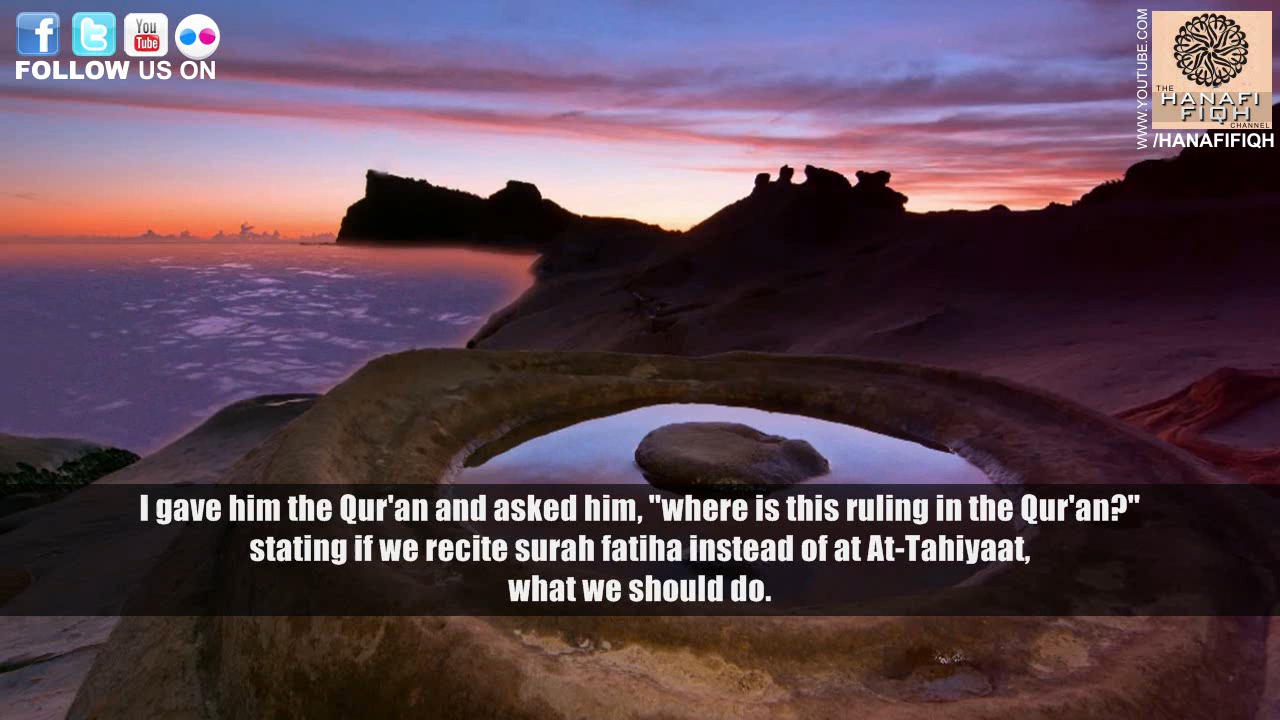 You
Tube
FOLLOW US ON
WWW.YOUTUBE.COM
THE
HANAFI
FIQH
CHANNEL
/HANAFIFIQH
I gave him the Qur'an and asked him, "where is this ruling in the Qur'an?"
stating if we recite surah fatiha instead of at At-Tahiyaat,
what we should do.